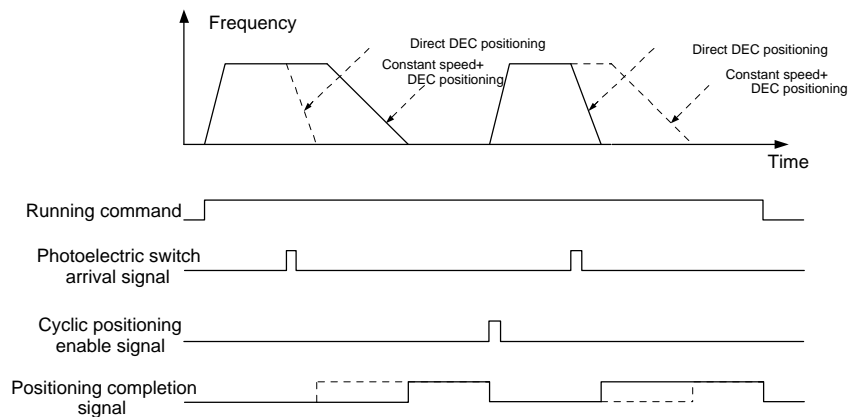 Frequency
Direct DEC positioning
Constant speed+
DEC positioning
Direct DEC positioning
Constant speed+
DEC positioning
Time
Running command
Photoelectric switch
arrival signal
Cyclic positioning
enable signal
Positioning completion
signal